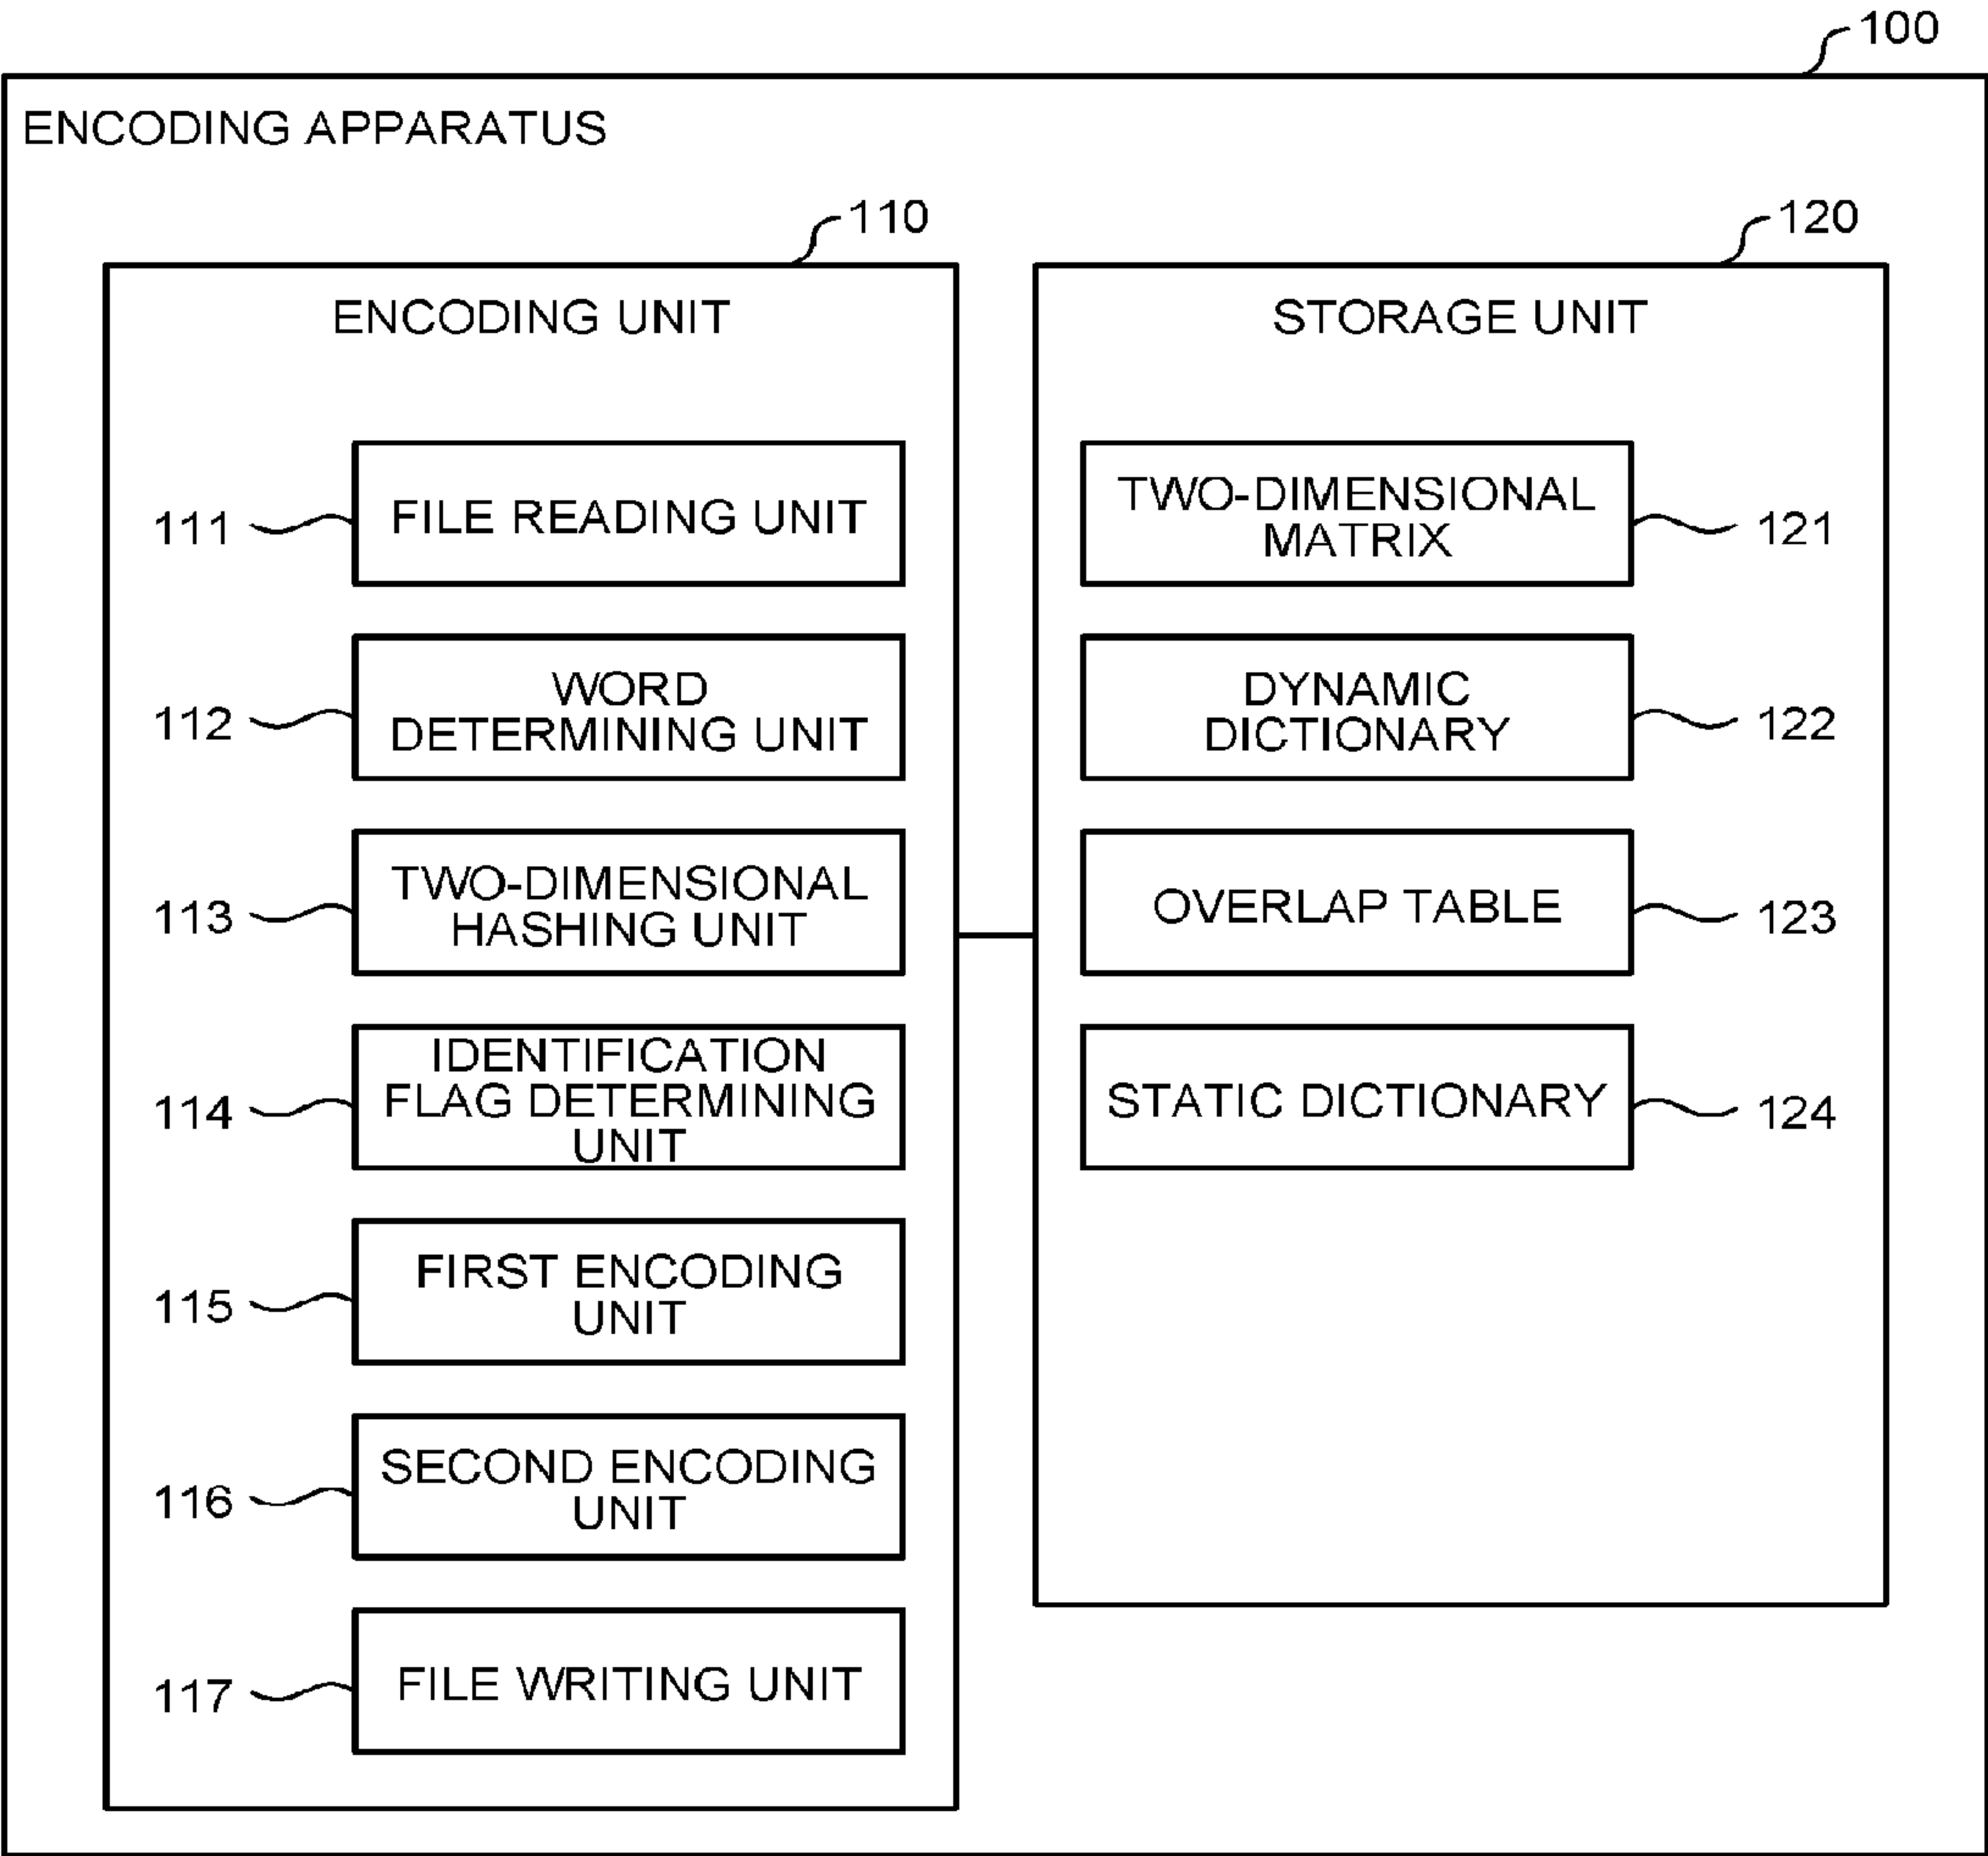 100
ENCODING APPARATUS
110
ENCODING UNIT
111
FILE READING UNIT
112
WORD
DETERMINING UNIT
113
TWO-DIMENSIONAL
HASHING UNIT
114
IDENTIFICATION
FLAG DETERMINING
UNIT
115
FIRST ENCODING
UNIT
116
SECOND ENCODING
UNIT
117
FILE WRITING UNIT
120
STORAGE UNIT
TWO-DIMENSIONAL
MATRIX
121
DYNAMIC
DICTIONARY
122
OVERLAP TABLE
123
STATIC DICTIONARY
124